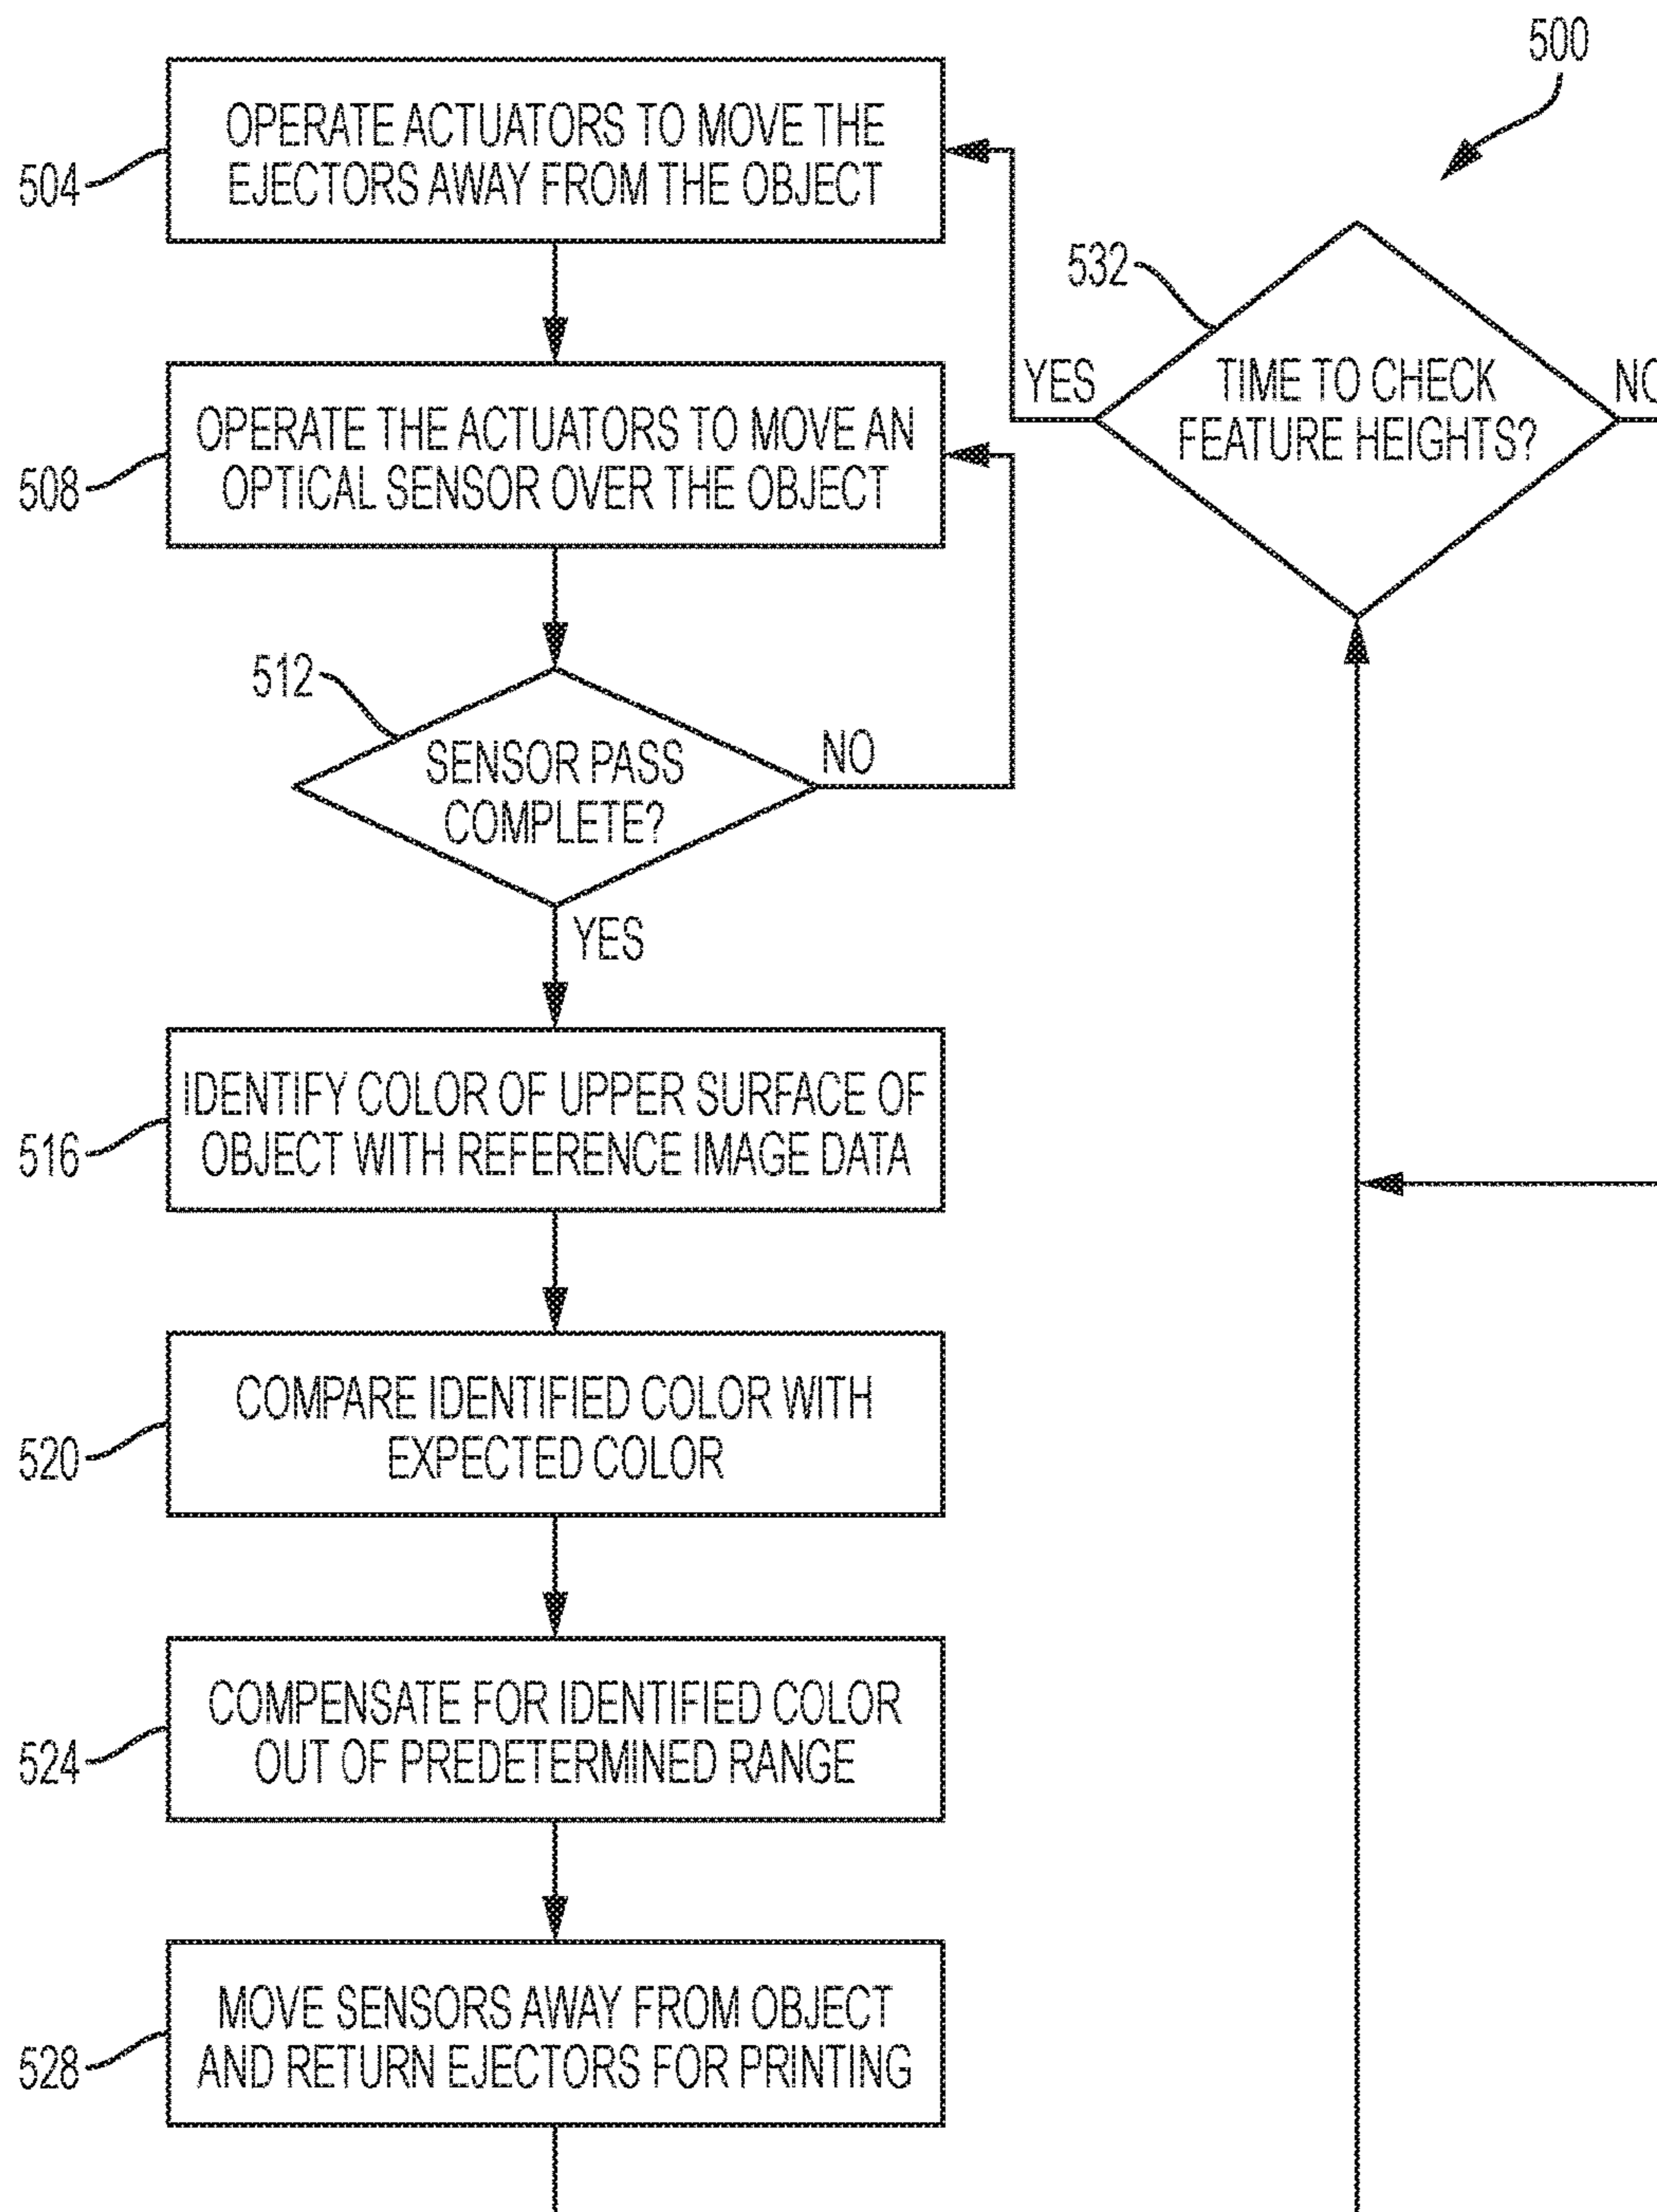 500
504
OPERATE ACTUATORS TO MOVE THE
EJECTORS AWAY FROM THE OBJECT
532
TIME TO CHECK
FEATURE HEIGHTS?
YES
NO
508
OPERATE THE ACTUATORS TO MOVE AN
OPTICAL SENSOR OVER THE OBJECT
512
SENSOR PASS
COMPLETE?
NO
YES
516
IDENTIFY COLOR OF UPPER SURFACE OF
OBJECT WITH REFERENCE IMAGE DATA
520
COMPARE IDENTIFIED COLOR WITH
EXPECTED COLOR
524
COMPENSATE FOR IDENTIFIED COLOR
OUT OF PREDETERMINED RANGE
528
MOVE SENSORS AWAY FROM OBJECT
AND RETURN EJECTORS FOR PRINTING